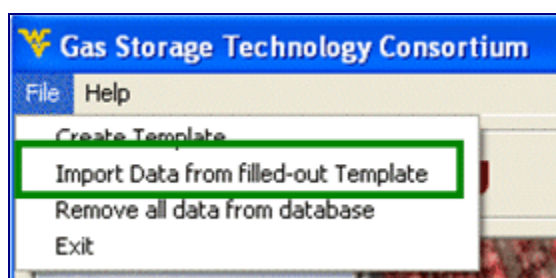 Gas Storage Technology Consortium
File Help
Create Template
Import Data from filled-out Template
Remove all data from database
Exit